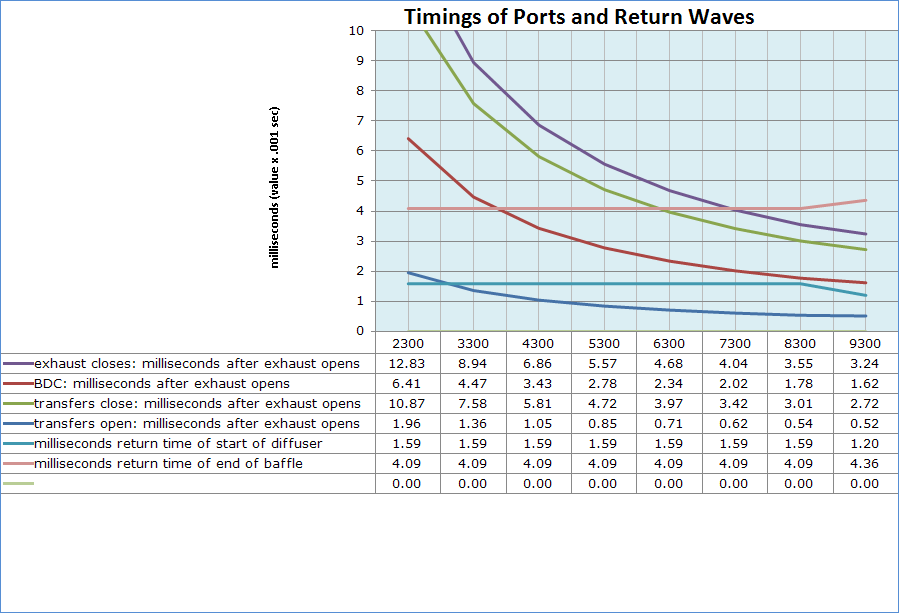 Timings of Ports and Return Waves
milliseconds (value x .001 sec)
10
9
8
7
6
5
4
3
2
1
0
2300 3300 4300 5300 6300 7300 8300 9300
exhaust closes: milliseconds after exhaust opens 12.83 8.94 6.86 5.57 4.68 4.04 3.55 3.24
BDC: milliseconds after exhaust opens 6.41 4.47 3.43 2.78 2.34 2.02 1.78 1.62
transfers close: milliseconds after exhaust opens 10.87 7.58 5.81 4.72 3.97 3.42 3.01 2.72
transfers open: milliseconds after exhaust opens 1.96 1.36 1.05 0.85 0.71 0.62 0.54 0.52
milliseconds return time of start of diffuser 1.59 1.59 1.59 1.59 1.59 1.59 1.59 1.20
milliseconds return time of end of baffle 4.09 4.09 4.09 4.09 4.09 4.09 4.09 4.36
0.00 0.00 0.00 0.00 0.00 0.00 0.00 0.00